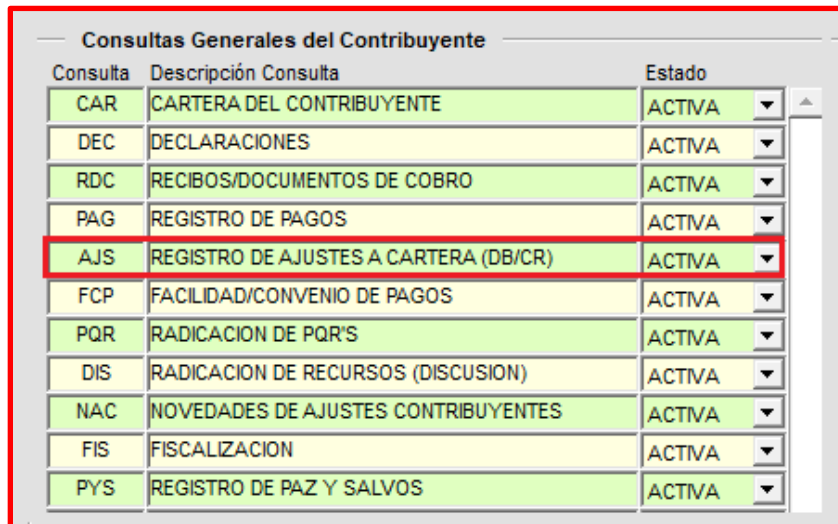 Consultas Generales del Contribuyente
Consulta Descripción Consulta Estado
CAR CARTERA DEL CONTRIBUYENTE ACTIVA
DEC DECLARACIONES ACTIVA
RDC RECIBOS/DOCUMENTOS DE COBRO ACTIVA
PAG REGISTRO DE PAGOS ACTIVA
AJS REGISTRO DE AJUSTES A CARTERA (DB/CR) ACTIVA
FCP FACILIDAD/CONVENIO DE PAGOS ACTIVA
PQR RADICACION DE PQR'S ACTIVA
DIS RADICACION DE RECURSOS (DISCUSION) ACTIVA
NAC NOVEDADES DE AJUSTES CONTRIBUYENTES ACTIVA
FIS FISCALIZACION ACTIVA
PYS REGISTRO DE PAZ Y SALVOS ACTIVA